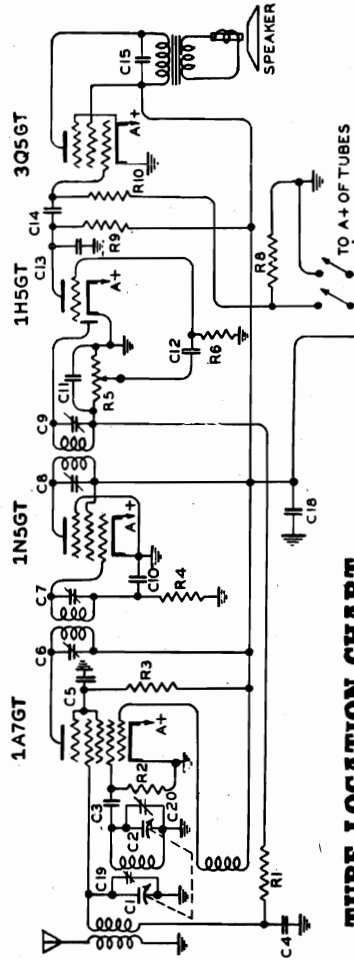 1A7GT
1N5GT
1H5GT
3Q5GT
C15
SPEAKER
C14
C13
A+
R10
R9
C9
C11
R5
A+
C12
R6
R8
TO A+ OF TUBES
C8
C7
A+
C10
R4
C18
C6
C5
R3
A+
R2
C3
C2
C20
C19
C1
R1
C4
TUBE LOCATION CHART